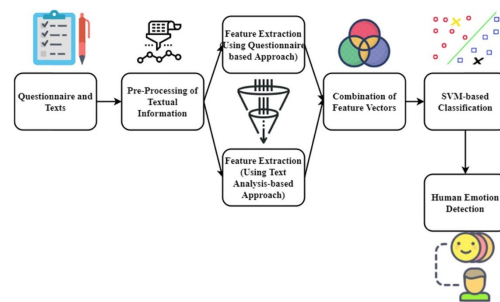 Questionnaire and
Texts
Pre-Processing of
Textual
Information
Feature Extraction
(Using Questionnaire
based Approach)
Feature Extraction
(Using Text
Analysis-based
Approach)
Combination of
Feature Vectors
SVM-based
Classification
Human Emotion
Detection